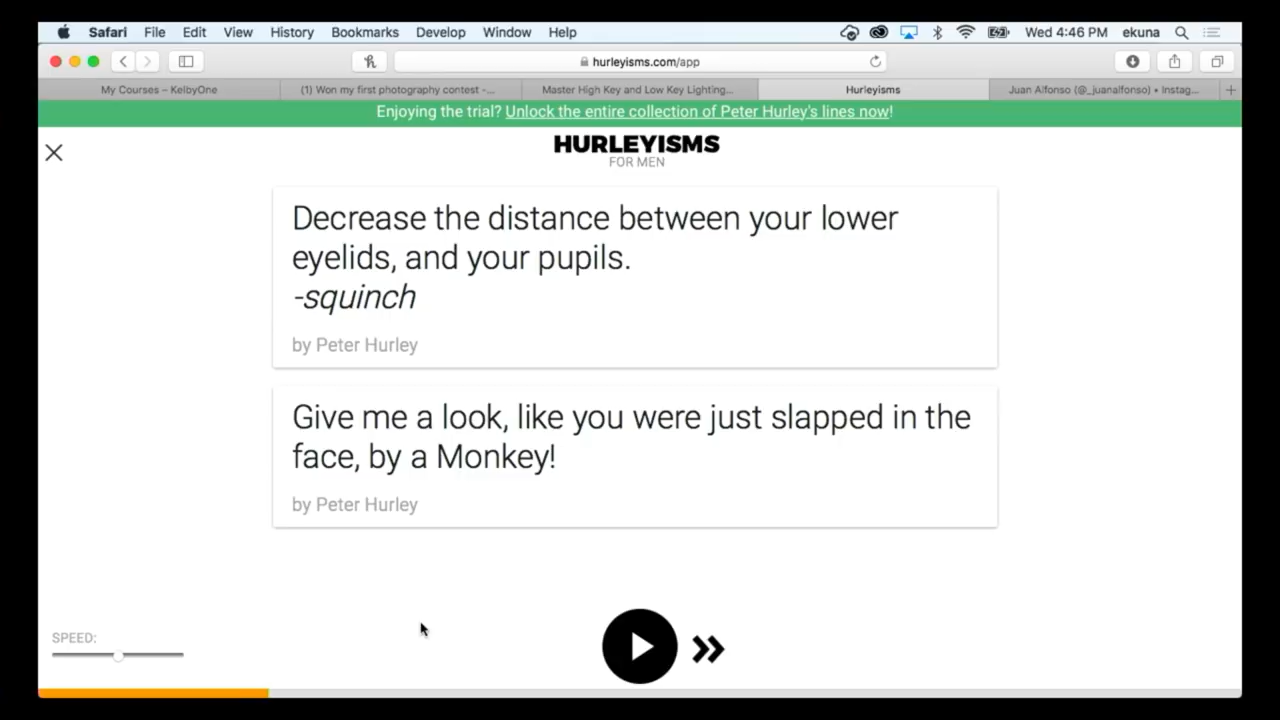 Safari File Edit View History Bookmarks Develop Window Help Wed 4:46 PM ekuna
hurleyisms.com/app
My Courses – KelbyOne (1) Won my first photography contest -... Master High Key and Low Key Lighting... Hurleyisms Juan Alfonso (@_juanalfonso) • Instag...
Enjoying the trial? Unlock the entire collection of Peter Hurley's lines now!
HURLEYISMS
FOR MEN
Decrease the distance between your lower
eyelids, and your pupils.
-squinch
by Peter Hurley
Give me a look, like you were just slapped in the
face, by a Monkey!
by Peter Hurley
SPEED: